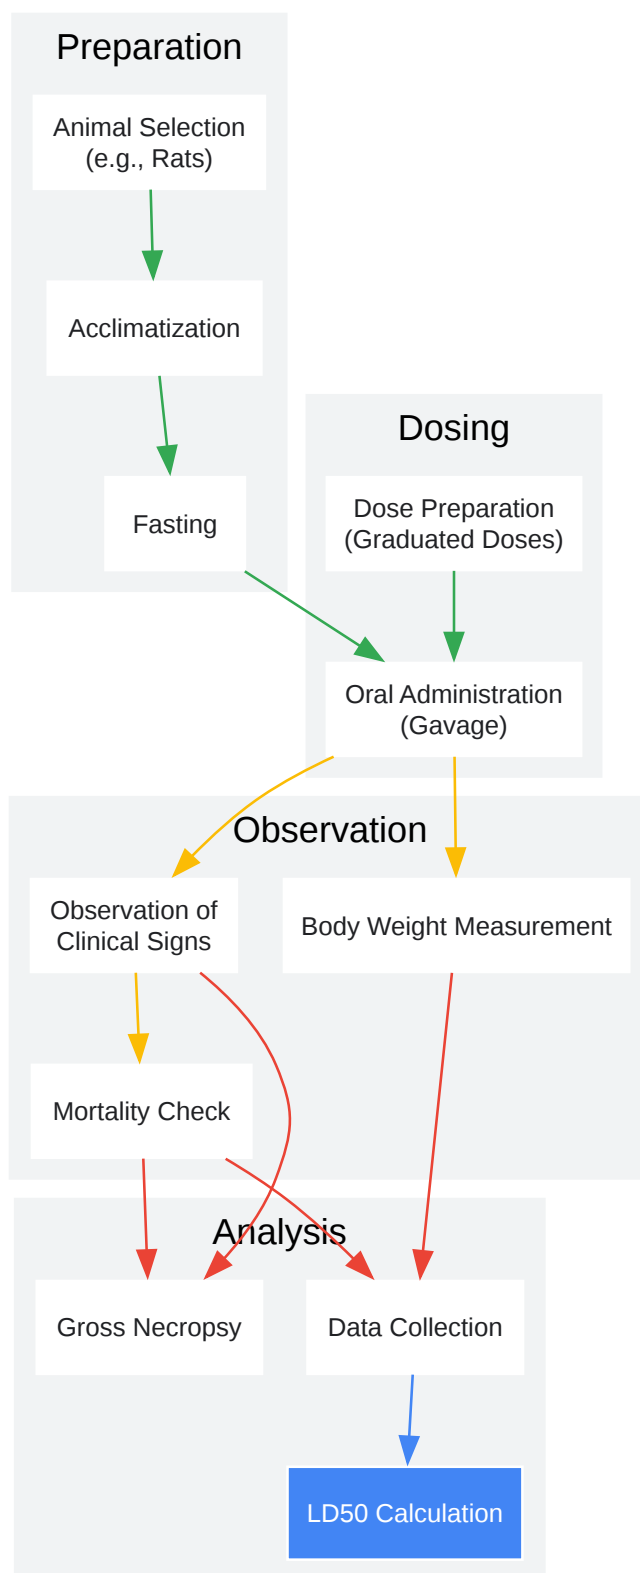 Preparation
Animal Selection
(e.g., Rats)
Acclimatization
Fasting
Dosing
Dose Preparation
(Graduated Doses)
Oral Administration
(Gavage)
Observation
Observation of
Clinical Signs
Body Weight Measurement
Mortality Check
Analysis
Gross Necropsy
Data Collection
LD50 Calculation